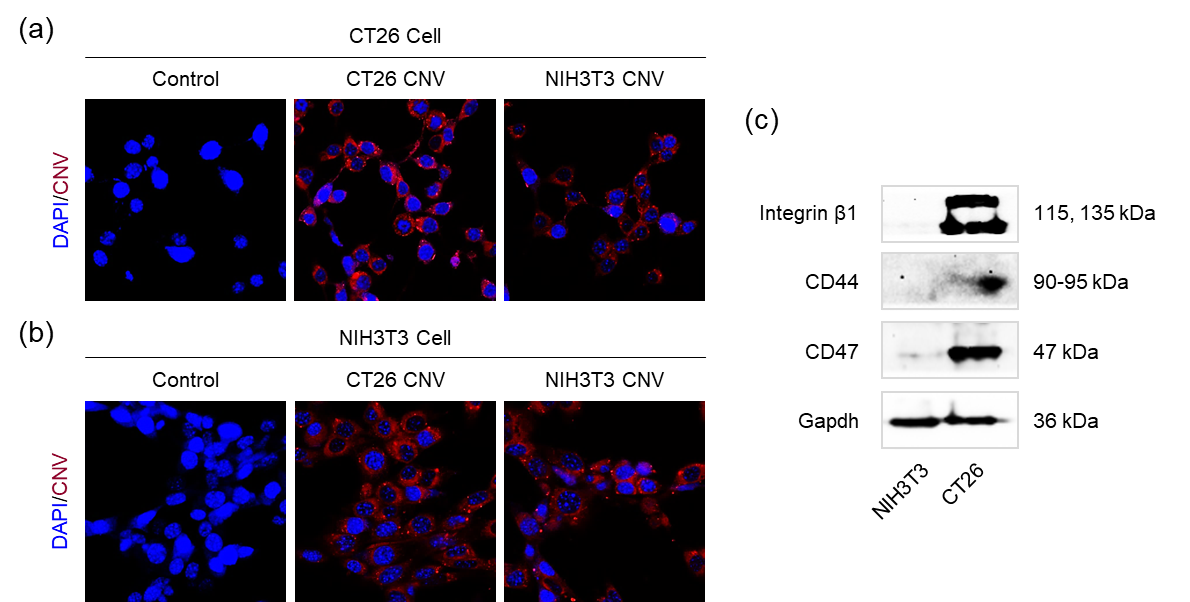 (a)
CT26 Cell
Control
CT26 CNV
NIH3T3 CNV
DAPI/CNV
(b)
NIH3T3 Cell
Control
CT26 CNV
NIH3T3 CNV
DAPI/CNV
(c)
Integrin β1
115, 135 kDa
CD44
90-95 kDa
CD47
47 kDa
Gapdh
36 kDa
NIH3T3
CT26